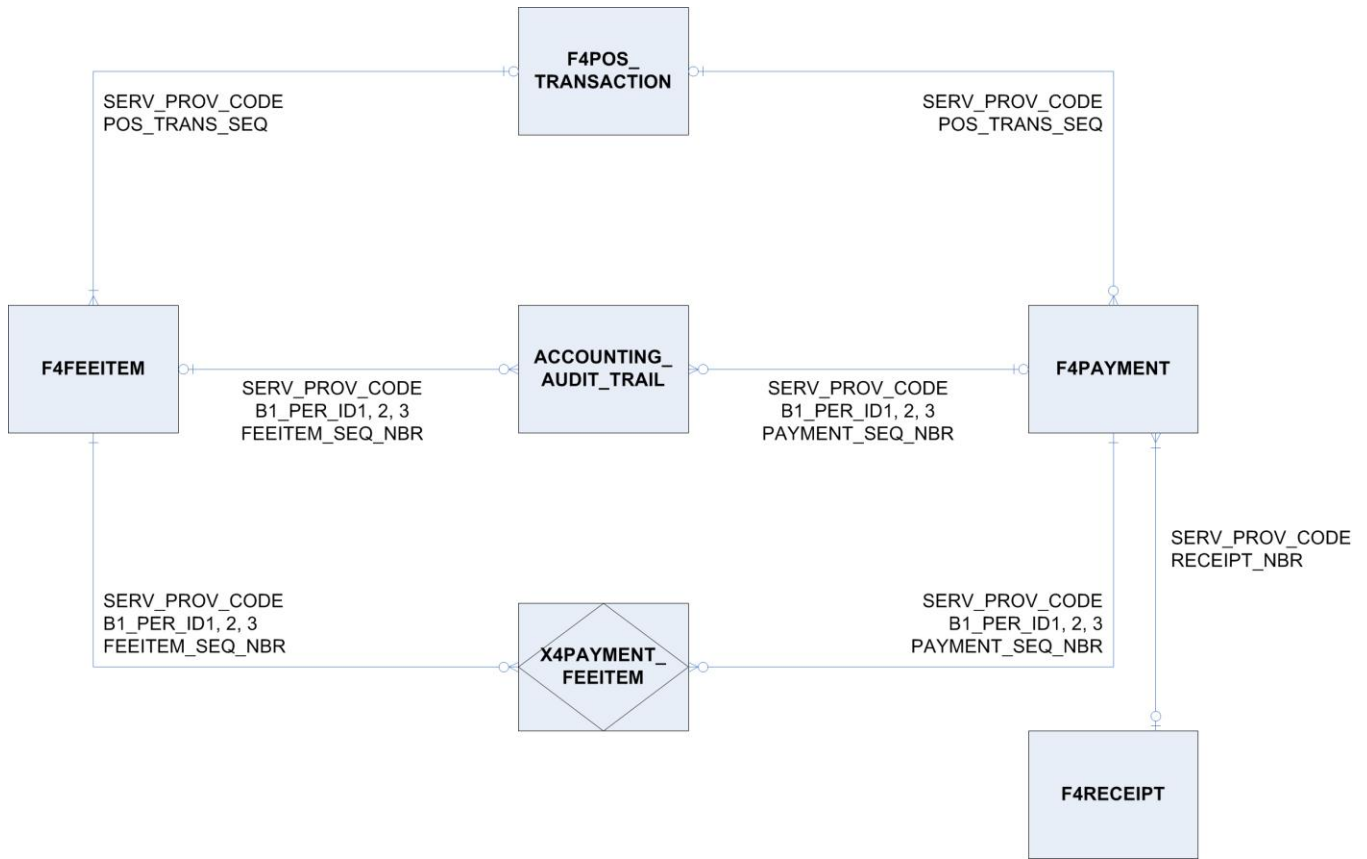 F4POS_
TRANSACTION
SERV_PROV_CODE
POS_TRANS_SEQ
SERV_PROV_CODE
POS_TRANS_SEQ
F4FEEITEM
ACCOUNTING_
AUDIT_TRAIL
F4PAYMENT
SERV_PROV_CODE
B1_PER_ID1, 2, 3
FEEITEM_SEQ_NBR
SERV_PROV_CODE
B1_PER_ID1, 2, 3
PAYMENT_SEQ_NBR
SERV_PROV_CODE
RECEIPT_NBR
SERV_PROV_CODE
B1_PER_ID1, 2, 3
FEEITEM_SEQ_NBR
X4PAYMENT_
FEEITEM
SERV_PROV_CODE
B1_PER_ID1, 2, 3
PAYMENT_SEQ_NBR
F4RECEIPT